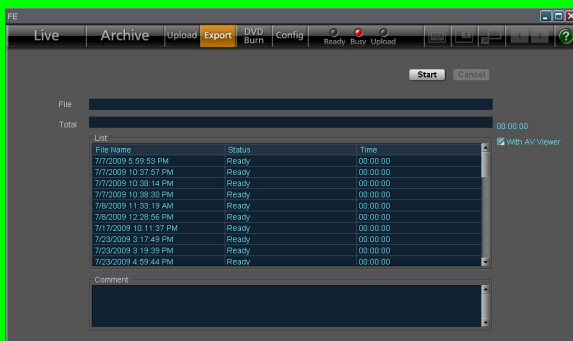 FE
Live Archive Upload Export DVD Burn Config Ready Busy Upload 1 2 ?
Start Cancel
File
Total 00:00:00
With AV Viewer
List
File Name Status Time
7/7/2009 5:59:53 PM Ready 00:00:00
7/7/2009 10:37:57 PM Ready 00:00:00
7/7/2009 10:38:14 PM Ready 00:00:00
7/7/2009 10:38:30 PM Ready 00:00:00
7/8/2009 11:33:19 AM Ready 00:00:00
7/8/2009 12:28:56 PM Ready 00:00:00
7/17/2009 10:11:37 PM Ready 00:00:00
7/23/2009 3:17:49 PM Ready 00:00:00
7/23/2009 3:19:39 PM Ready 00:00:00
7/23/2009 4:59:44 PM Ready 00:00:00
Comment